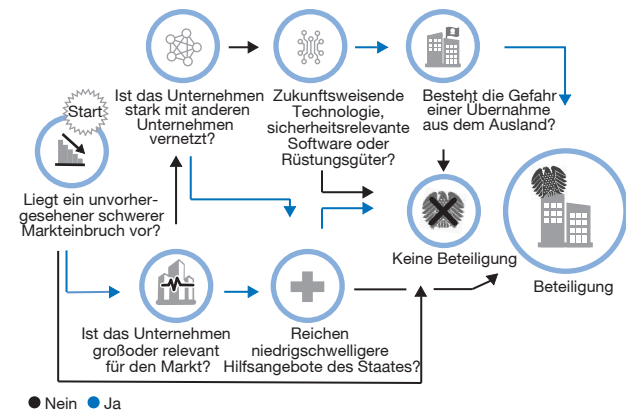 Start
Liegt ein unvorher-
gesehener schwerer
Markteinbruch vor?
Ist das Unternehmen
stark mit anderen
Unternehmen
vernetzt?
Zukunftsweisende
Technologie,
sicherheitsrelevante
Software oder
Rüstungsgüter?
Besteht die Gefahr
einer Übernahme
aus dem Ausland?
Keine Beteiligung
Beteiligung
Ist das Unternehmen
großoder relevant
für den Markt?
Reichen
niedrigschwelligere
Hilfsangebote des Staates?
Nein Ja